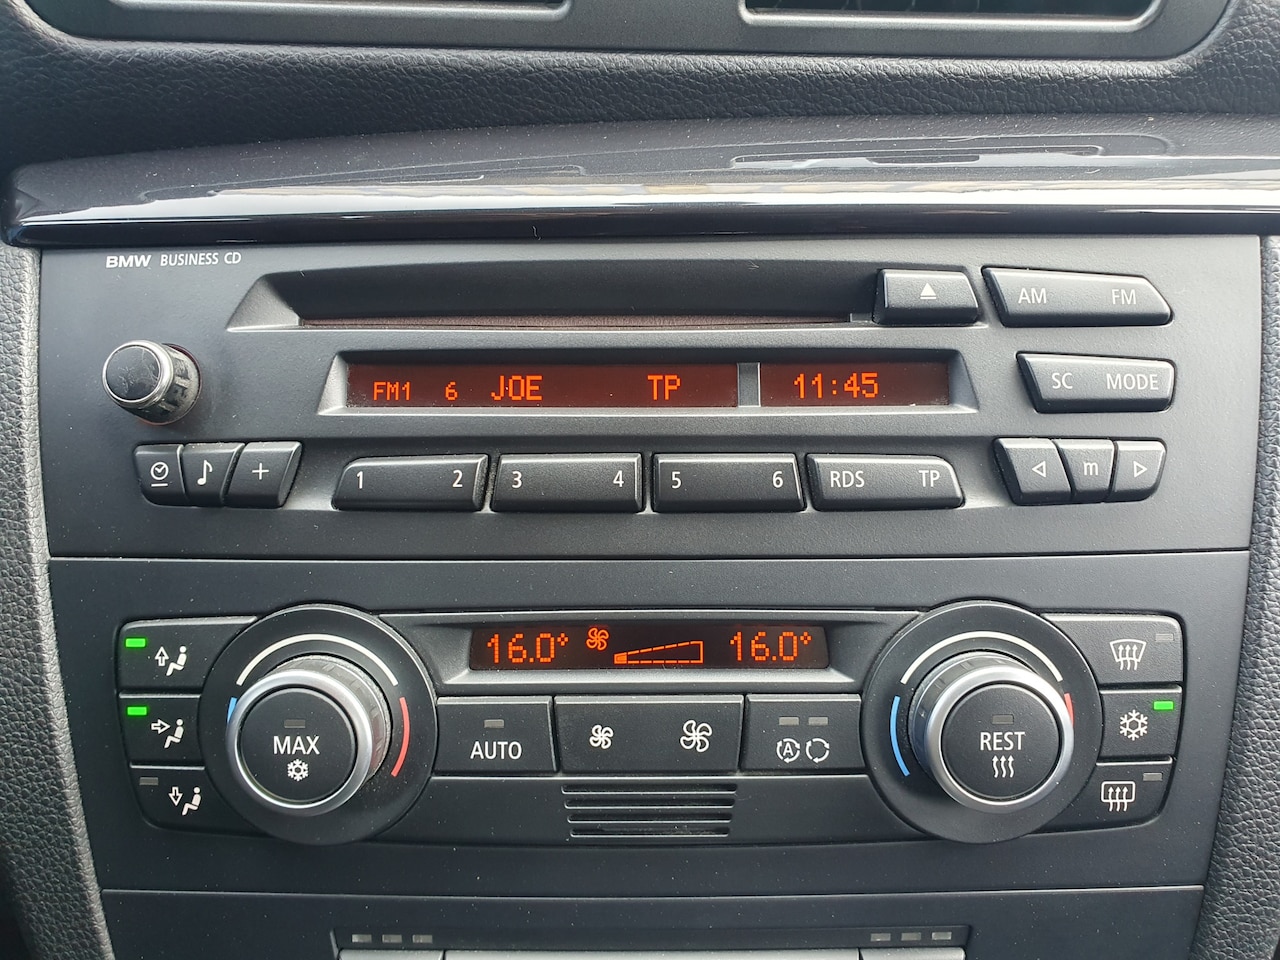 BMW BUSINESS CD
AM FM
FM1 6 JOE TP 11:45
SC MODE
1 2 3 4 5 6 RDS TP m
16.0° 16.0°
MAX AUTO A REST